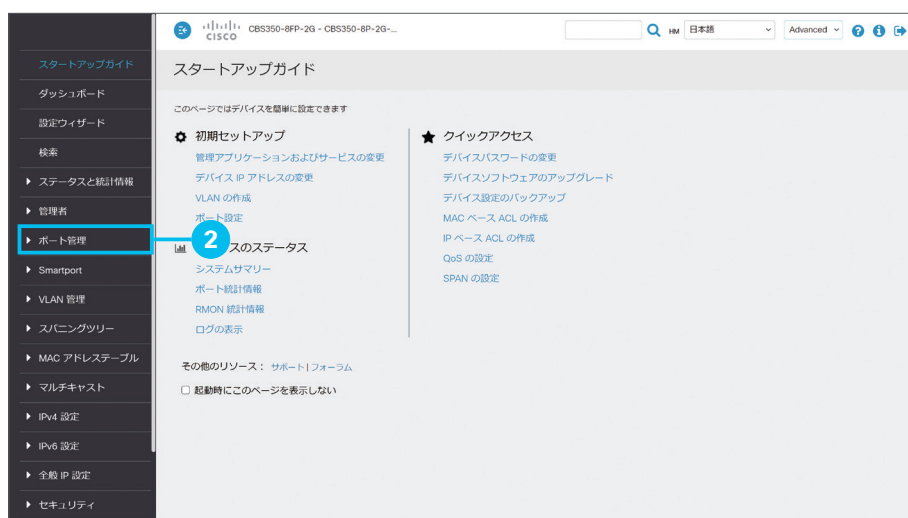 CISCO CBS350-8FP-2G - CBS350-8P-2G-... HM 日本語 Advanced
スタートアップガイド
ダッシュボード
設定ウィザード
検索
ステータスと統計情報
管理者
ポート管理
Smartport
VLAN 管理
スパニングツリー
MAC アドレステーブル
マルチキャスト
IPv4 設定
IPv6 設定
全般 IP 設定
セキュリティ
スタートアップガイド
このページではデバイスを簡単に設定できます
初期セットアップ
管理アプリケーションおよびサービスの変更
デバイス IP アドレスの変更
VLAN の作成
ポート設定
2
スのステータス
システムサマリー
ポート統計情報
RMON 統計情報
ログの表示
クイックアクセス
デバイスパスワードの変更
デバイスソフトウェアのアップグレード
デバイス設定のバックアップ
MAC ベース ACL の作成
IP ベース ACL の作成
QoS の設定
SPAN の設定
その他のリソース： サポート | フォーラム
起動時にこのページを表示しない